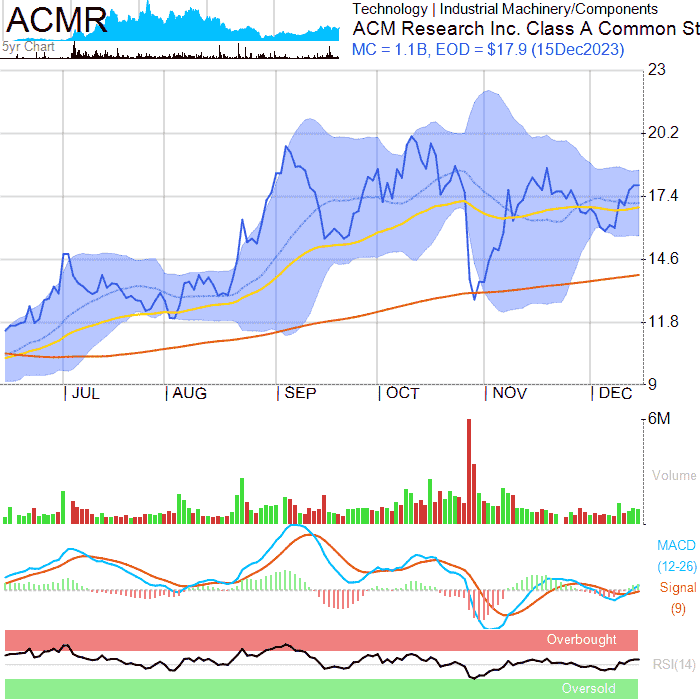 ACMR
5yr Chart
Technology | Industrial Machinery/Components
ACM Research Inc. Class A Common St
MC = 1.1B, EOD = $17.9 (15Dec2023)
23
20.2
17.4
14.6
11.8
9
JUL AUG SEP OCT NOV DEC
6M
Volume
MACD
(12-26)
Signal
(9)
Overbought
RSI(14)
Oversold